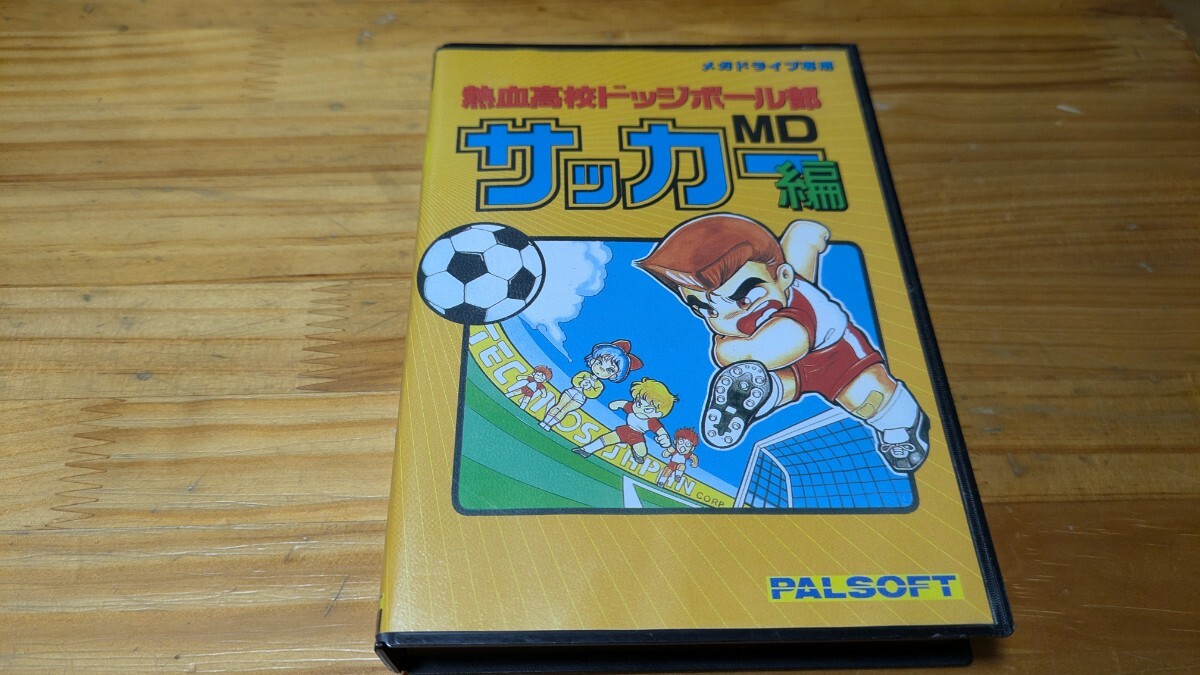 メガドライブ専用
熱血高校ドッジボール部
MD
サッカー編
TECHNOS JAPAN
CORP
PALSOFT